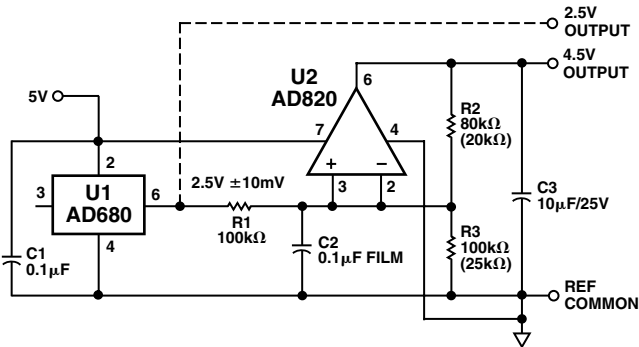 2.5V
OUTPUT
4.5V
OUTPUT
U2
AD820
6
5V
7
4
R2
80kΩ
(20kΩ)
2
2.5V ±10mV
+
−
3
2
3
U1
AD680
6
R1
100kΩ
C3
10µF/25V
4
C1
0.1µF
C2
0.1µF FILM
R3
100kΩ
(25kΩ)
REF
COMMON